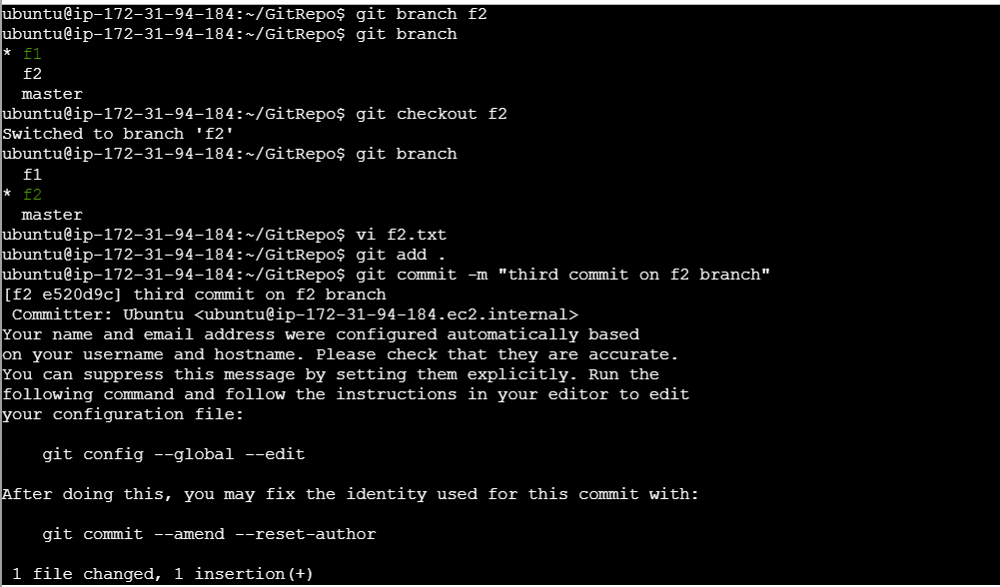 ubuntu@ip-172-31-94-184:~/GitRepo$ git branch f2
ubuntu@ip-172-31-94-184:~/GitRepo$ git branch
* f1
  f2
  master
ubuntu@ip-172-31-94-184:~/GitRepo$ git checkout f2
Switched to branch 'f2'
ubuntu@ip-172-31-94-184:~/GitRepo$ git branch
  f1
* f2
  master
ubuntu@ip-172-31-94-184:~/GitRepo$ vi f2.txt
ubuntu@ip-172-31-94-184:~/GitRepo$ git add .
ubuntu@ip-172-31-94-184:~/GitRepo$ git commit -m "third commit on f2 branch"
[f2 e520d9c] third commit on f2 branch
 Committer: Ubuntu <ubuntu@ip-172-31-94-184.ec2.internal>
Your name and email address were configured automatically based
on your username and hostname. Please check that they are accurate.
You can suppress this message by setting them explicitly. Run the
following command and follow the instructions in your editor to edit
your configuration file:
    git config --global --edit
After doing this, you may fix the identity used for this commit with:
    git commit --amend --reset-author
 1 file changed, 1 insertion(+)